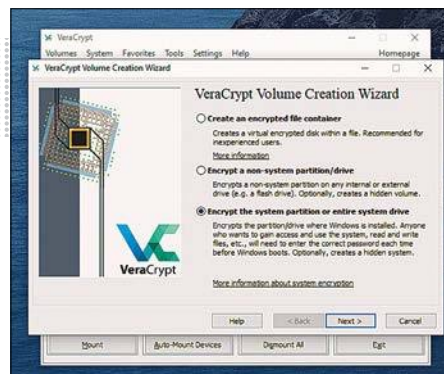 VeraCrypt
Volumes System Favorites Tools Settings Help Homepage
VeraCrypt Volume Creation Wizard
VeraCrypt Volume Creation Wizard
Create an encrypted file container
Creates a virtual encrypted disk within a file. Recommended for
inexperienced users.
More information
Encrypt a non-system partition/drive
Encrypts a non-system partition on any internal or external
drive (e.g. a flash drive). Optionally, creates a hidden volume.
Encrypt the system partition or entire system drive
Encrypts the partition/drive where Windows is installed. Anyone
who wants to gain access and use the system, read and write
files, etc., will need to enter the correct password each time
before Windows boots. Optionally, creates a hidden system.
More information about system encryption
VeraCrypt
Help < Back Next > Cancel
Mount Auto-Mount Devices Dismount All Exit